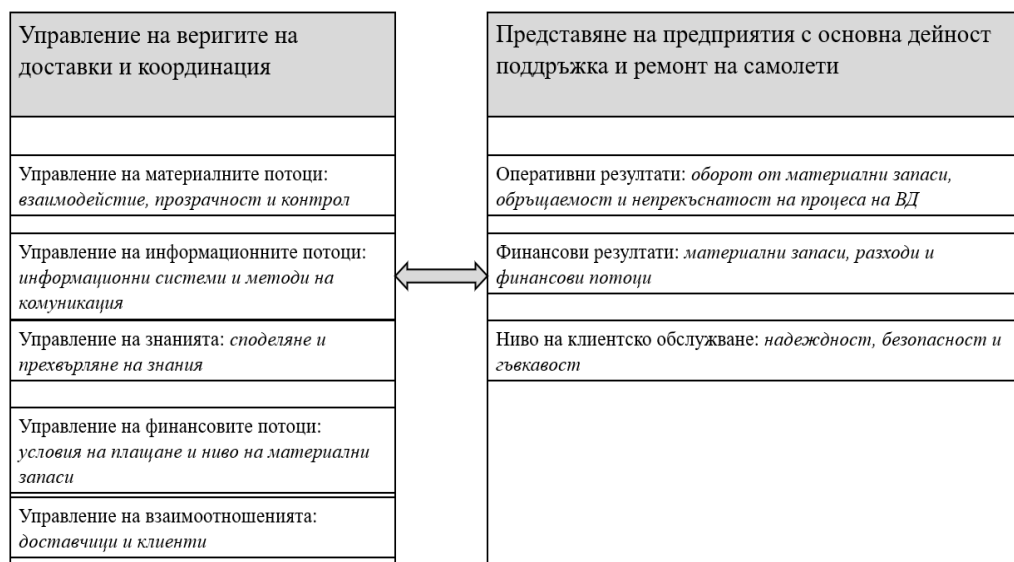 Управление на веригите на
доставки и координация
Управление на материалните потоци:
взаимодейстие, прозрачност и контрол
Управление на информационните потоци:
информационни системи и методи на
комуникация
Управление на знанията: споделяне и
прехвърляне на знания
Управление на финансовите потоци:
условия на плащане и ниво на материални
запаси
Управление на взаимоотношенията:
доставчици и клиенти
Представяне на предприятия с основна дейност
поддръжка и ремонт на самолети
Оперативни резултати: оборот от материални запаси,
обръщаемост и непрекъснатост на процеса на ВД
Финансови резултати: материални запаси, разходи и
финансови потоци
Ниво на клиентско обслужване: надеждност, безопасност и
гъвкавост